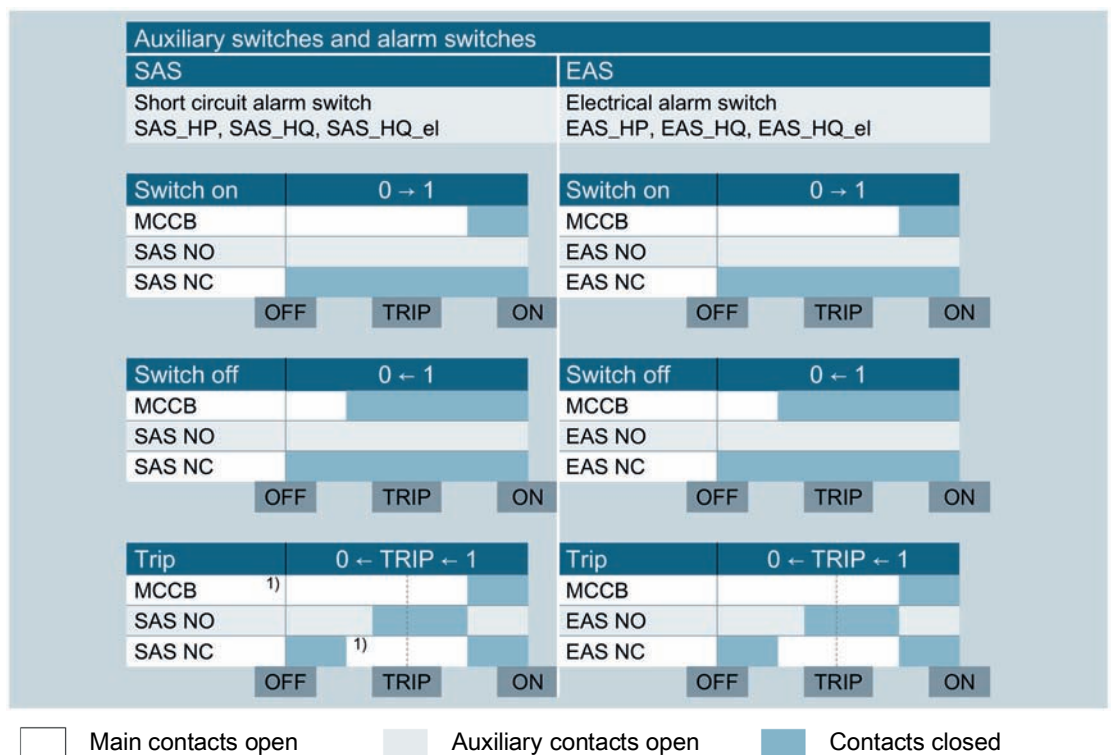 Auxiliary switches and alarm switches
SAS EAS
Short circuit alarm switch Electrical alarm switch
SAS_HP, SAS_HQ, SAS_HQ_el EAS_HP, EAS_HQ, EAS_HQ_el
Switch on 0 → 1 Switch on 0 → 1
MCCB MCCB
SAS NO EAS NO
SAS NC EAS NC
OFF TRIP ON OFF TRIP ON
Switch off 0 ← 1 Switch off 0 ← 1
MCCB MCCB
SAS NO EAS NO
SAS NC EAS NC
OFF TRIP ON OFF TRIP ON
Trip 0 ← TRIP ← 1 Trip 0 ← TRIP ← 1
MCCB 1) MCCB
SAS NO EAS NO
SAS NC 1) EAS NC
OFF TRIP ON OFF TRIP ON
Main contacts open Auxiliary contacts open Contacts closed